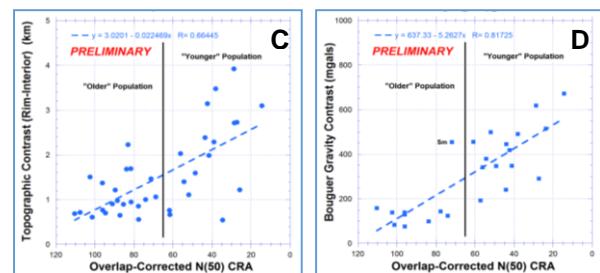 y = 3.0201 - 0.022469x R= 0.66445
C
PRELIMINARY
"Younger" Population
"Older" Population
Topographic Contrast (Rim-Interior) (km)
5
4
3
2
1
0
120 100 80 60 40 20 0
Overlap-Corrected N(50) CRA
y = 637.33 - 5.2627x R= 0.81725
D
PRELIMINARY
"Younger" Population
"Older" Population
Sm
Bouguer Gravity Contrast (mgals)
1000
800
600
400
200
0
120 100 80 60 40 20 0
Overlap-Corrected N(50) CRA